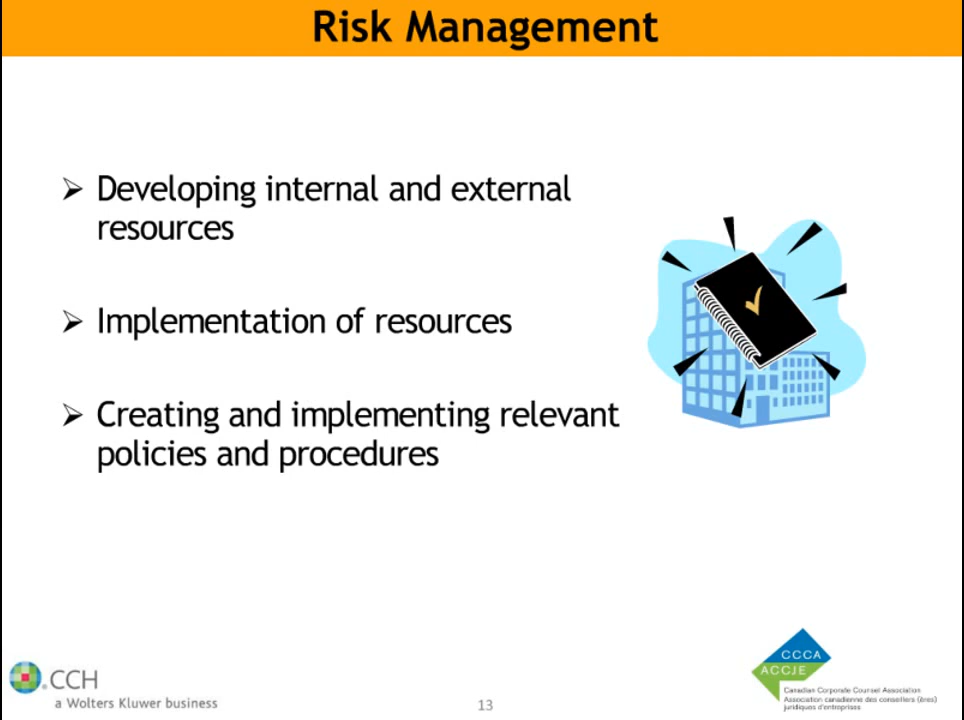 Risk Management
➢ Developing internal and external
resources
➢ Implementation of resources
➢ Creating and implementing relevant
policies and procedures
CCH
a Wolters Kluwer business
13
CCCA
ACCJE
Canadian Corporate Counsel Association
Association canadienne des conseillers (ères)
juridiques d'entreprises